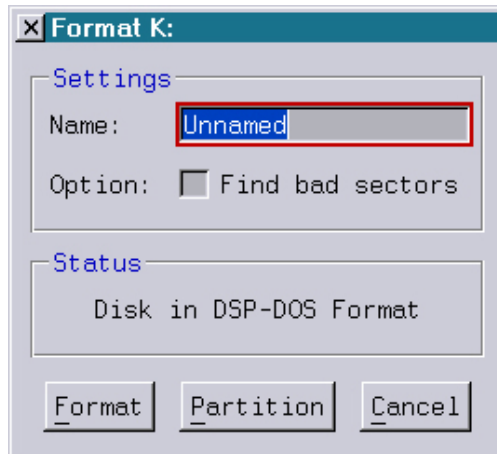 Format K:
Settings
Name: Unnamed
Option: Find bad sectors
Status
Disk in DSP-DOS Format
Format Partition Cancel